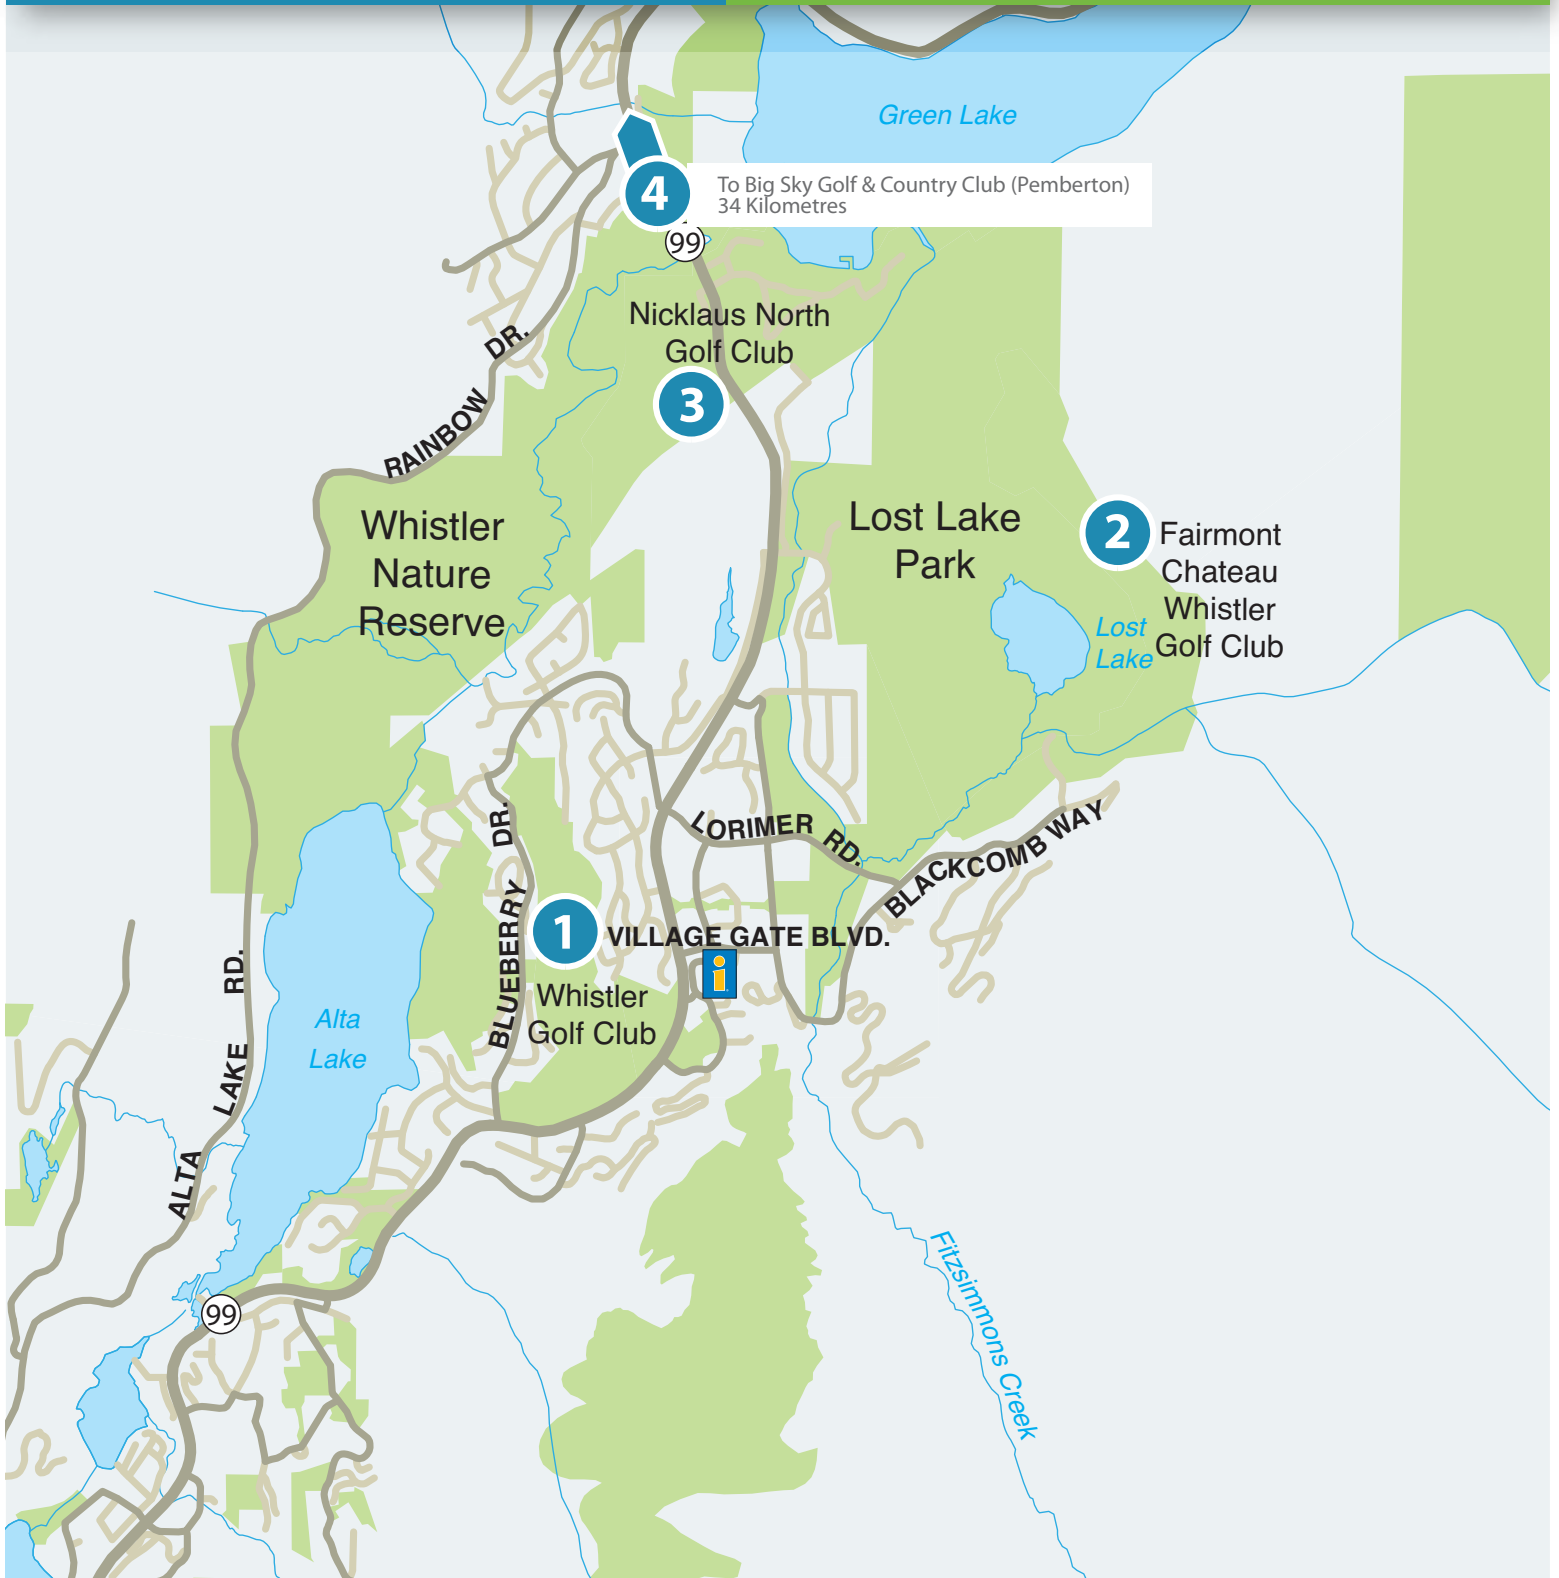 Green Lake
4
To Big Sky Golf & Country Club (Pemberton)
34 Kilometres
99
Nicklaus North
Golf Club
3
RAINBOW DR.
Whistler
Nature
Reserve
Lost Lake
Park
2
Fairmont
Chateau
Whistler
Golf Club
Lost
Lake
LORIMER RD.
BLACKCOMB WAY
BLUEBERRY DR.
1
VILLAGE GATE BLVD.
i
Whistler
Golf Club
Alta
Lake
ALTA LAKE RD.
Fitzsimmons Creek
99